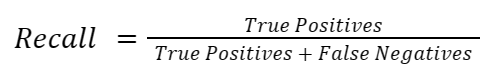 Recall = True Positives / True Positives + False Negatives